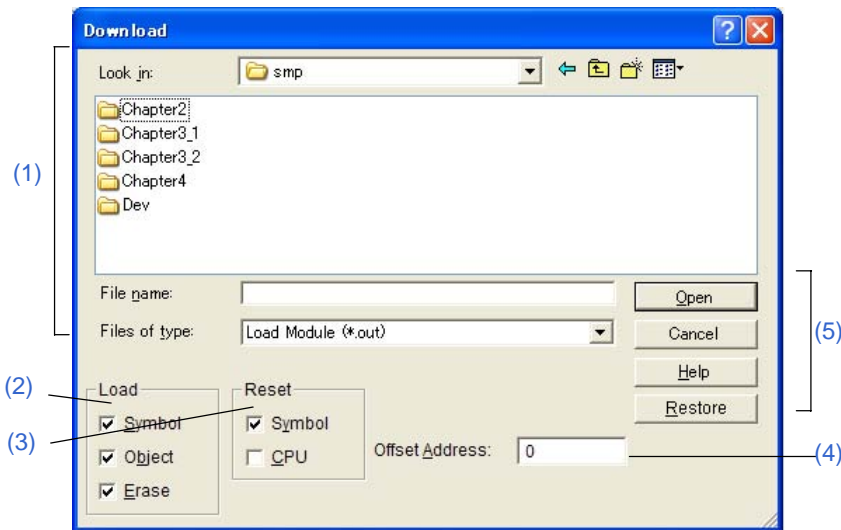 Download
Look in:
smp
Chapter2
Chapter3_1
Chapter3_2
Chapter4
Dev
(1)
File name:
Open
Files of type:
Load Module (*.out)
Cancel
(5)
Help
Restore
(2)
Load
Symbol
Object
Erase
(3)
Reset
Symbol
CPU
Offset Address:
0
(4)